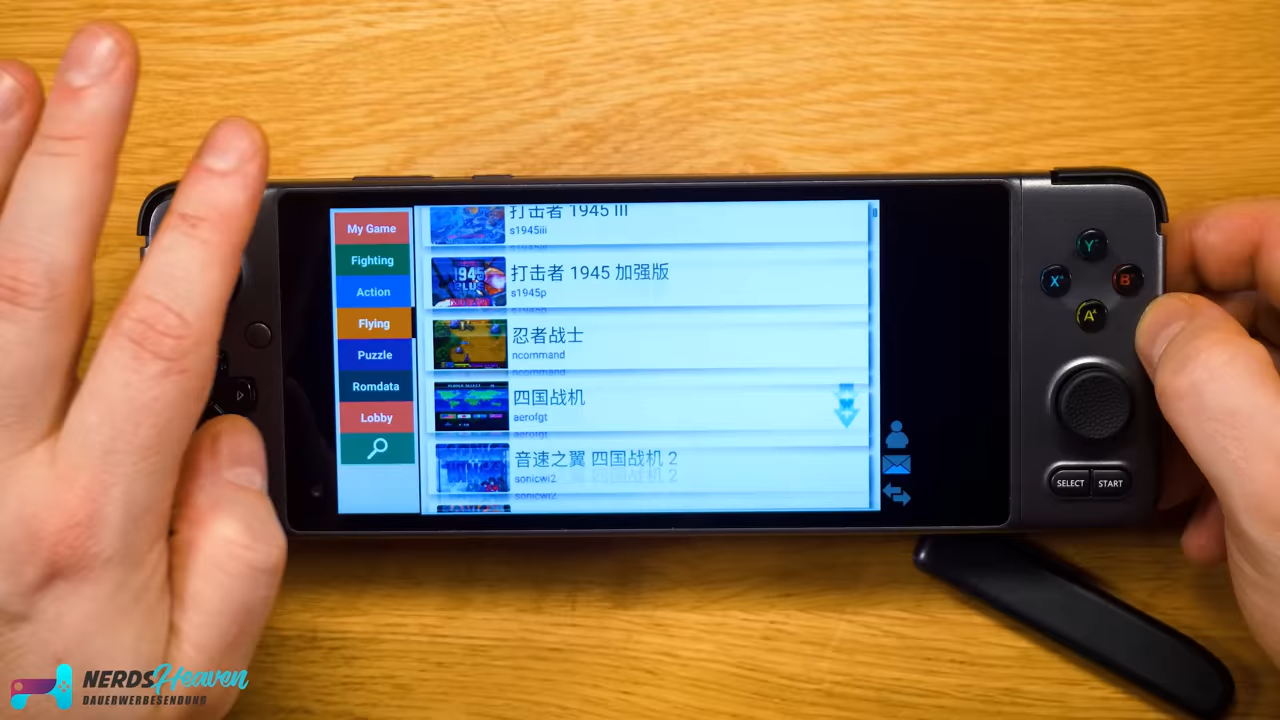 My Game
Fighting
Action
Flying
Puzzle
Romdata
Lobby
打击者 1945 III
s1945iii
打击者 1945 加强版
s1945p
忍者战士
ncommand
四国战机
aerofgt
音速之翼 四国战机 2
sonicwi2
1945
PLUS
Y
X
B
A
SELECT
START
NERDSHeaven
DAUERWERBESENDUNG